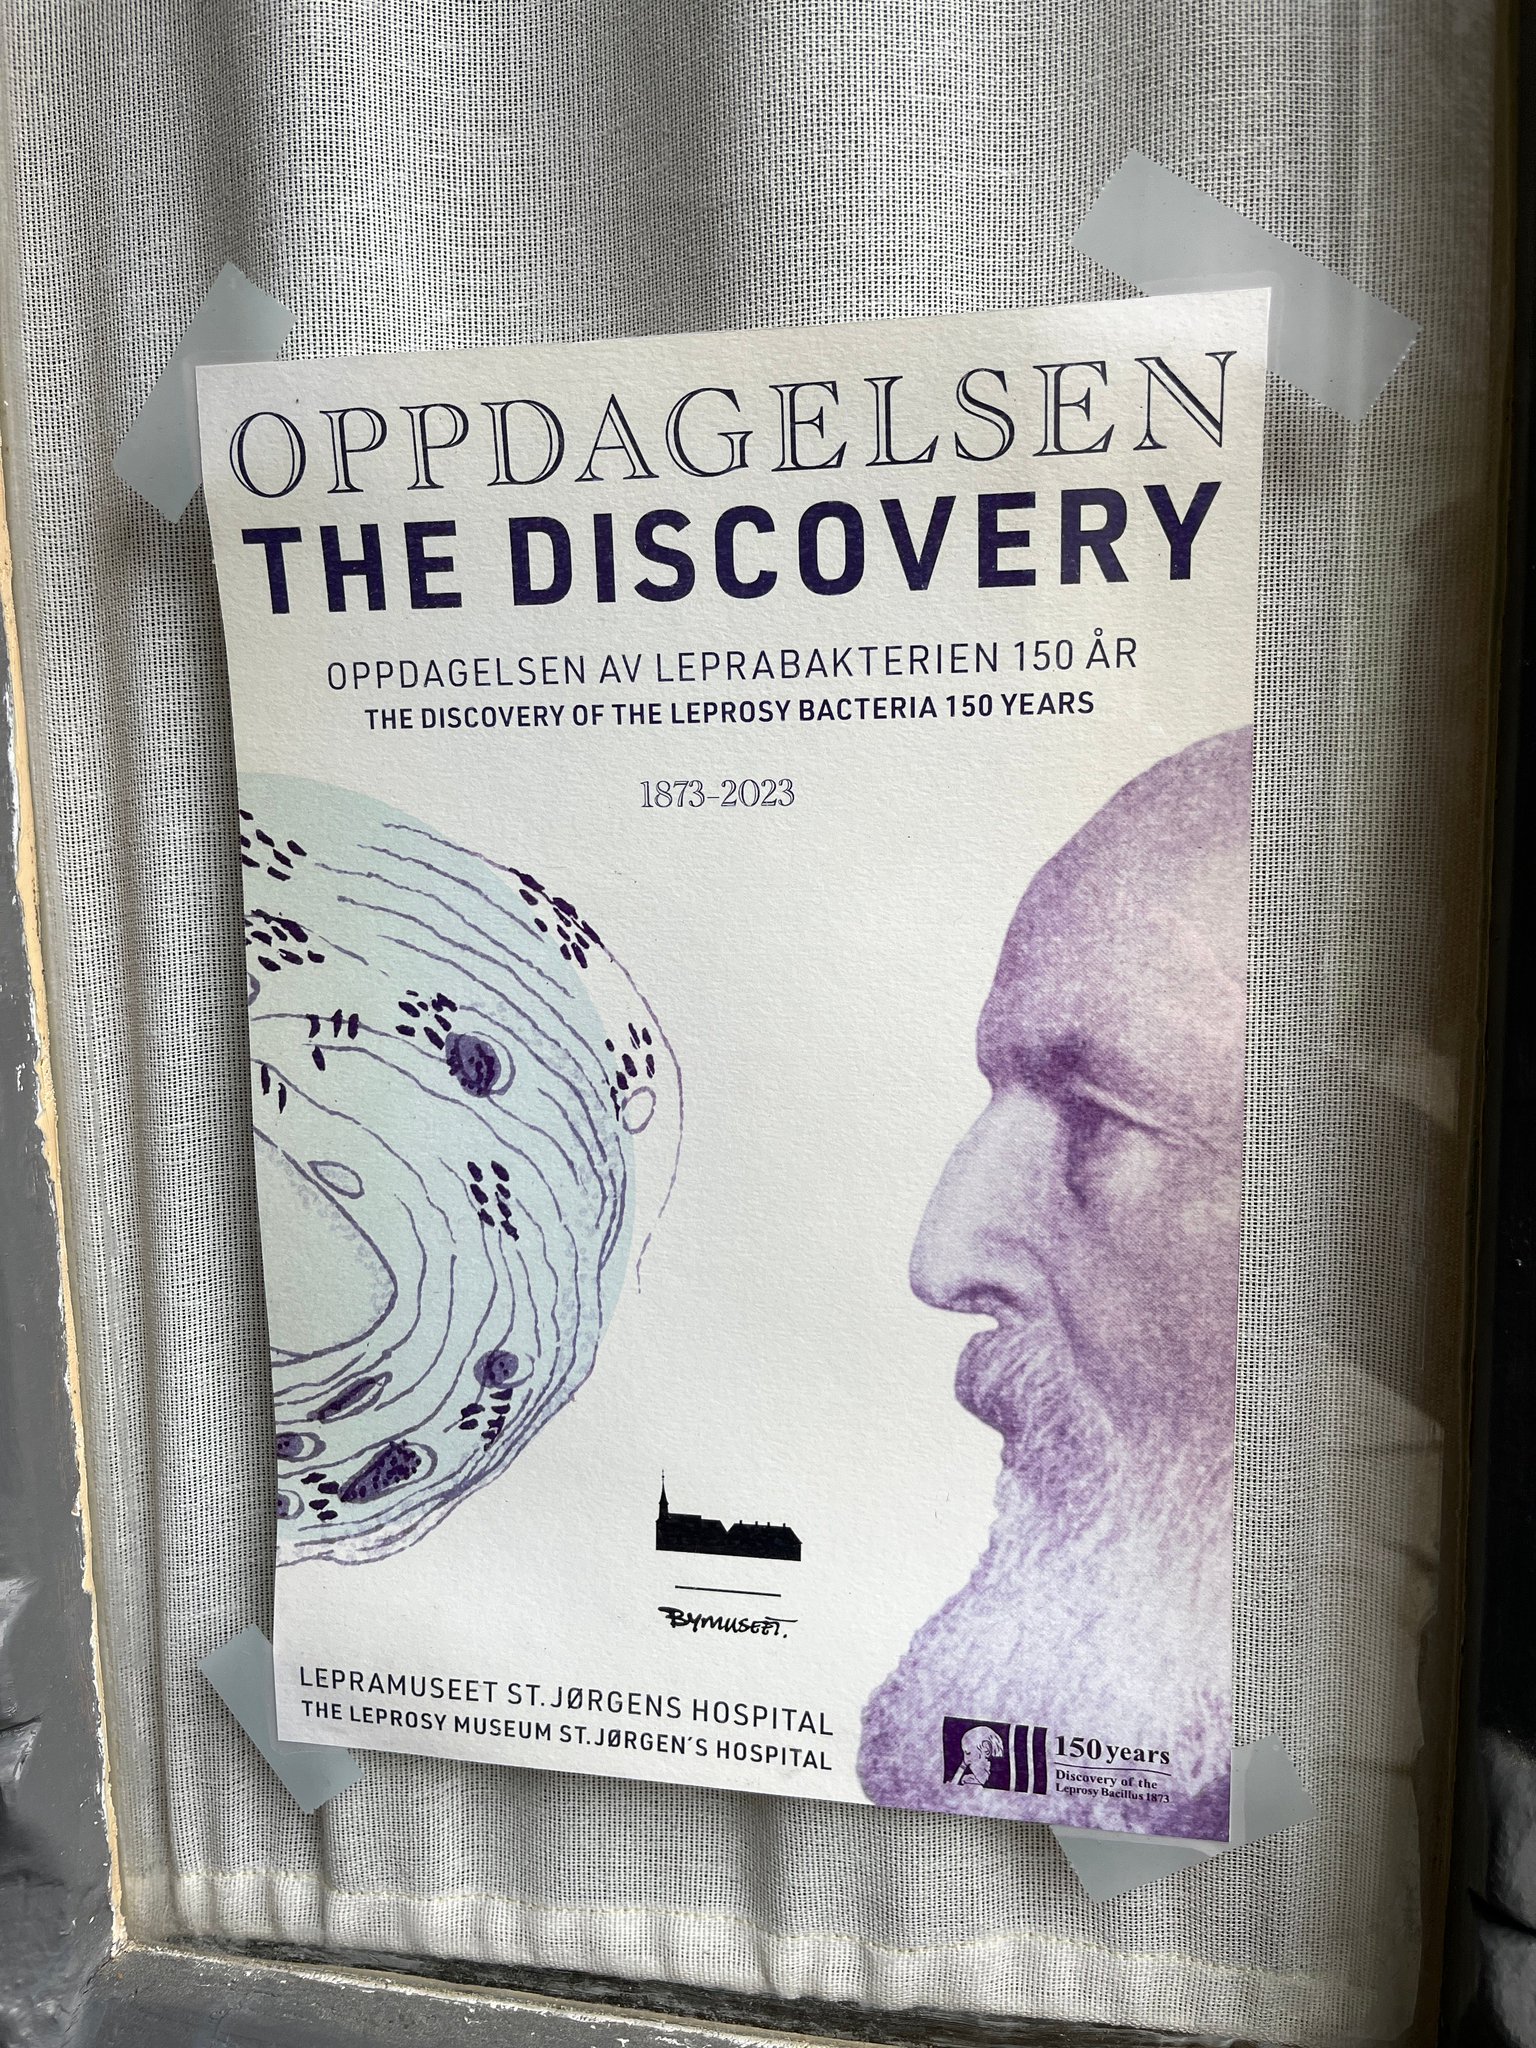 OPPDAGELSEN
THE DISCOVERY
OPPDAGELSEN AV LEPRABAKTERIEN 150 ÅR
THE DISCOVERY OF THE LEPROSY BACTERIA 150 YEARS
1873-2023
BYMUSEET.
LEPRAMUSEET ST. JØRGENS HOSPITAL
THE LEPROSY MUSEUM ST. JØRGEN´S HOSPITAL
150 years
Discovery of the
Leprosy Bacillus 1873